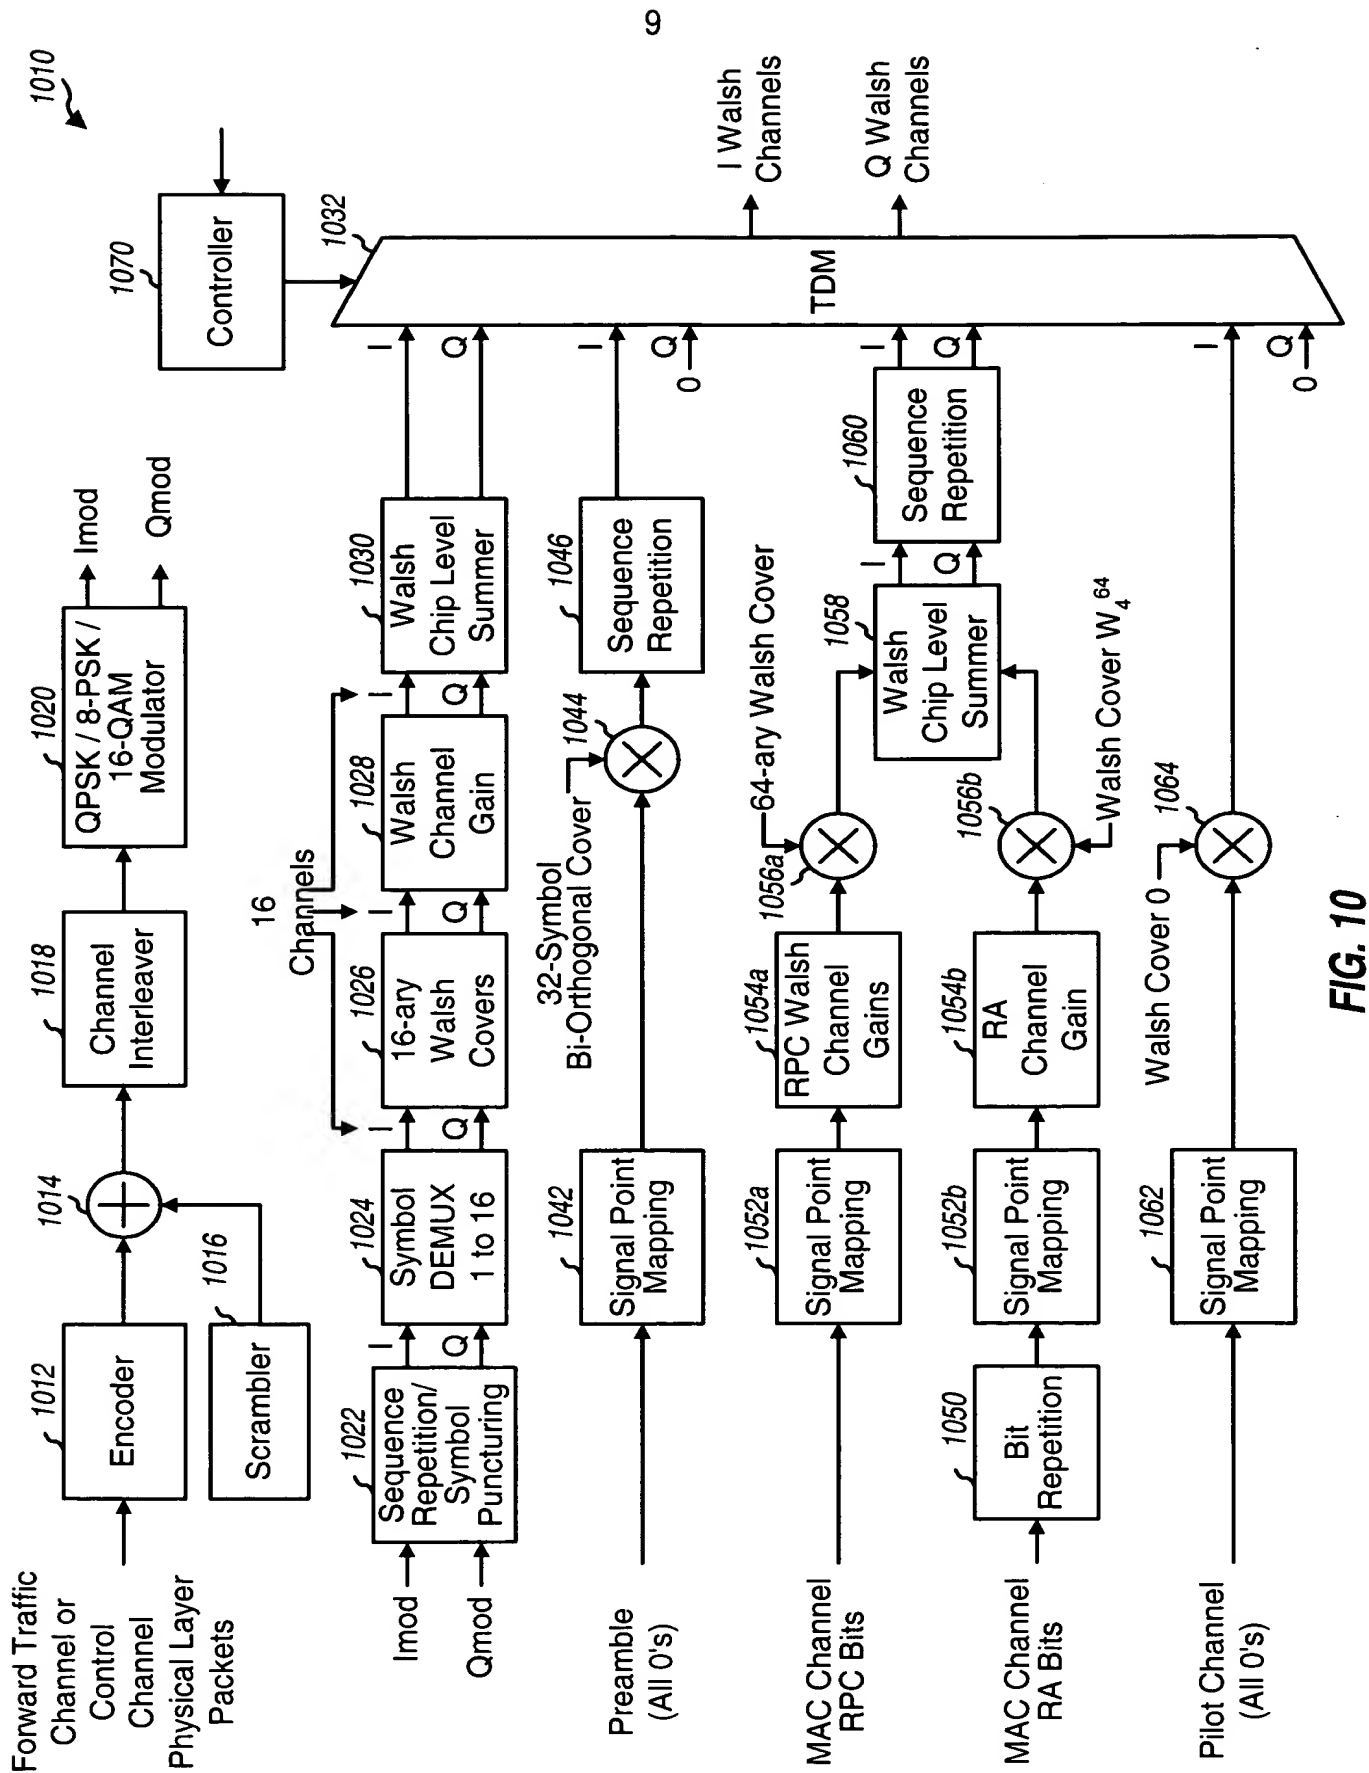 9
1010
Forward Traffic
Channel or
Control
Channel
Physical Layer
Packets
1012
Encoder
1014
1016
Scrambler
1018
Channel
Interleaver
1020
QPSK / 8-PSK /
16-QAM
Modulator
Imod
Qmod
1070
Controller
Imod
Qmod
1022
Sequence
Repetition/
Symbol
Puncturing
I
Q
1024
Symbol
DEMUX
1 to 16
I
Q
16
Channels
1026
16-ary
Walsh
Covers
I
Q
1028
Walsh
Channel
Gain
I
Q
1030
Walsh
Chip Level
Summer
I
Q
1032
TDM
I Walsh
Channels
Q Walsh
Channels
Preamble
(All 0's)
1042
Signal Point
Mapping
32-Symbol
Bi-Orthogonal Cover
1044
1046
Sequence
Repetition
I
Q
0
MAC Channel
RPC Bits
1052a
Signal Point
Mapping
1054a
RPC Walsh
Channel
Gains
1056a
64-ary Walsh Cover
1058
Walsh
Chip Level
Summer
I
Q
1060
Sequence
Repetition
I
Q
MAC Channel
RA Bits
1050
Bit
Repetition
1052b
Signal Point
Mapping
1054b
RA
Channel
Gain
1056b
Walsh Cover W₄⁶⁴
Pilot Channel
(All 0's)
1062
Signal Point
Mapping
Walsh Cover 0
1064
I
Q
0
FIG. 10